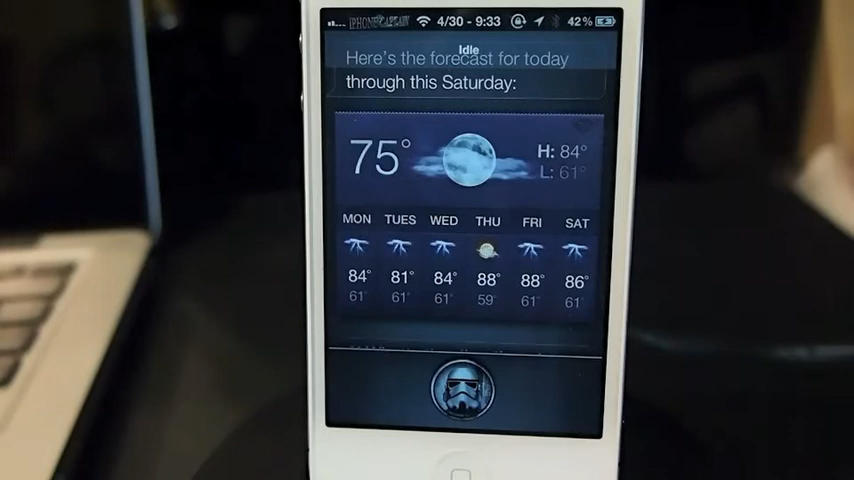 IPHONECAPTAIN 4/30 - 9:33 42%
Idle
Here's the forecast for today
through this Saturday:
75° H: 84°
L: 61°
MON TUES WED THU FRI SAT
84° 81° 84° 88° 88° 86°
61° 61° 61° 59° 61° 61°